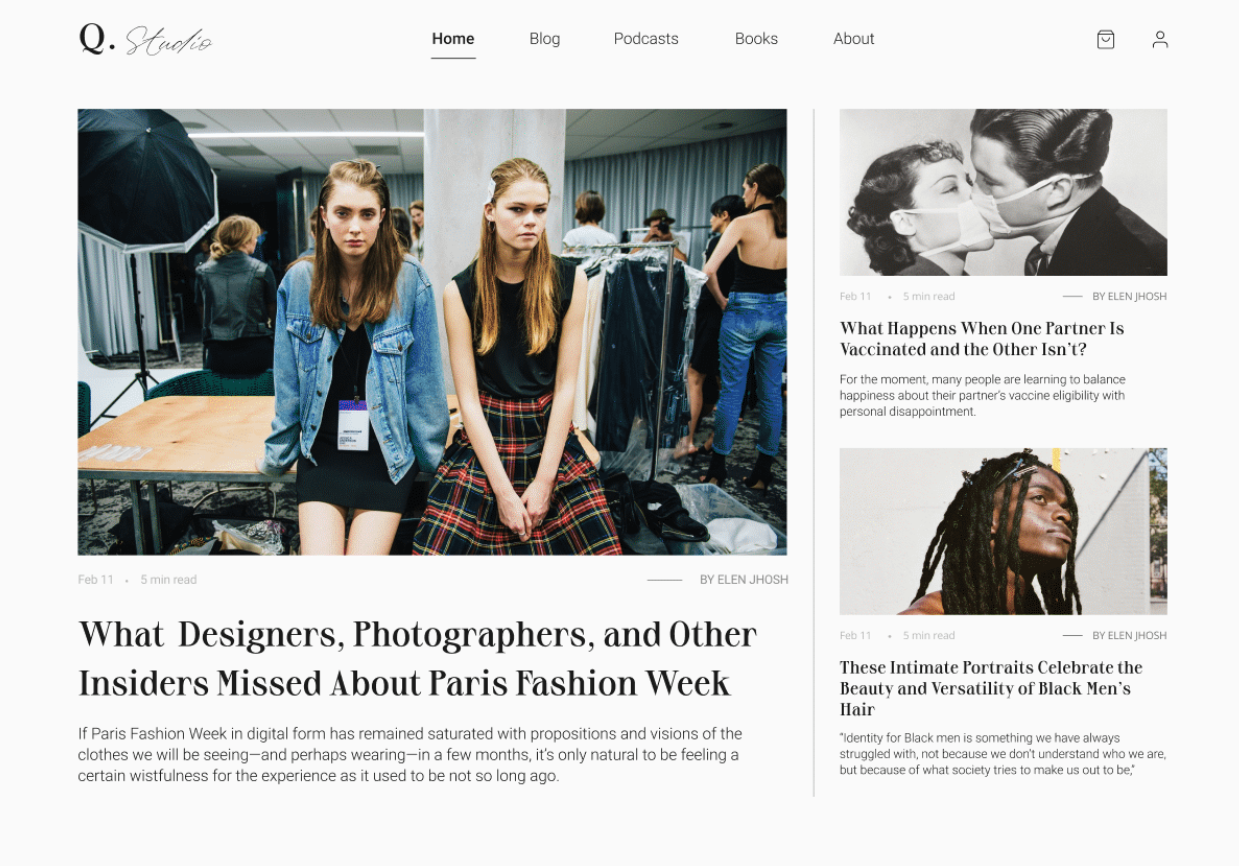 Q. Studio
Home Blog Podcasts Books About
Feb 11 • 5 min read BY ELEN JHOSH
What Designers, Photographers, and Other
Insiders Missed About Paris Fashion Week
If Paris Fashion Week in digital form has remained saturated with propositions and visions of the
clothes we will be seeing—and perhaps wearing—in a few months, it's only natural to be feeling a
certain wistfulness for the experience as it used to be not so long ago.
Feb 11 • 5 min read BY ELEN JHOSH
What Happens When One Partner Is
Vaccinated and the Other Isn't?
For the moment, many people are learning to balance
happiness about their partner's vaccine eligibility with
personal disappointment.
Feb 11 • 5 min read BY ELEN JHOSH
These Intimate Portraits Celebrate the
Beauty and Versatility of Black Men's
Hair
"Identity for Black men is something we have always
struggled with, not because we don't understand who we are,
but because of what society tries to make us out to be,"